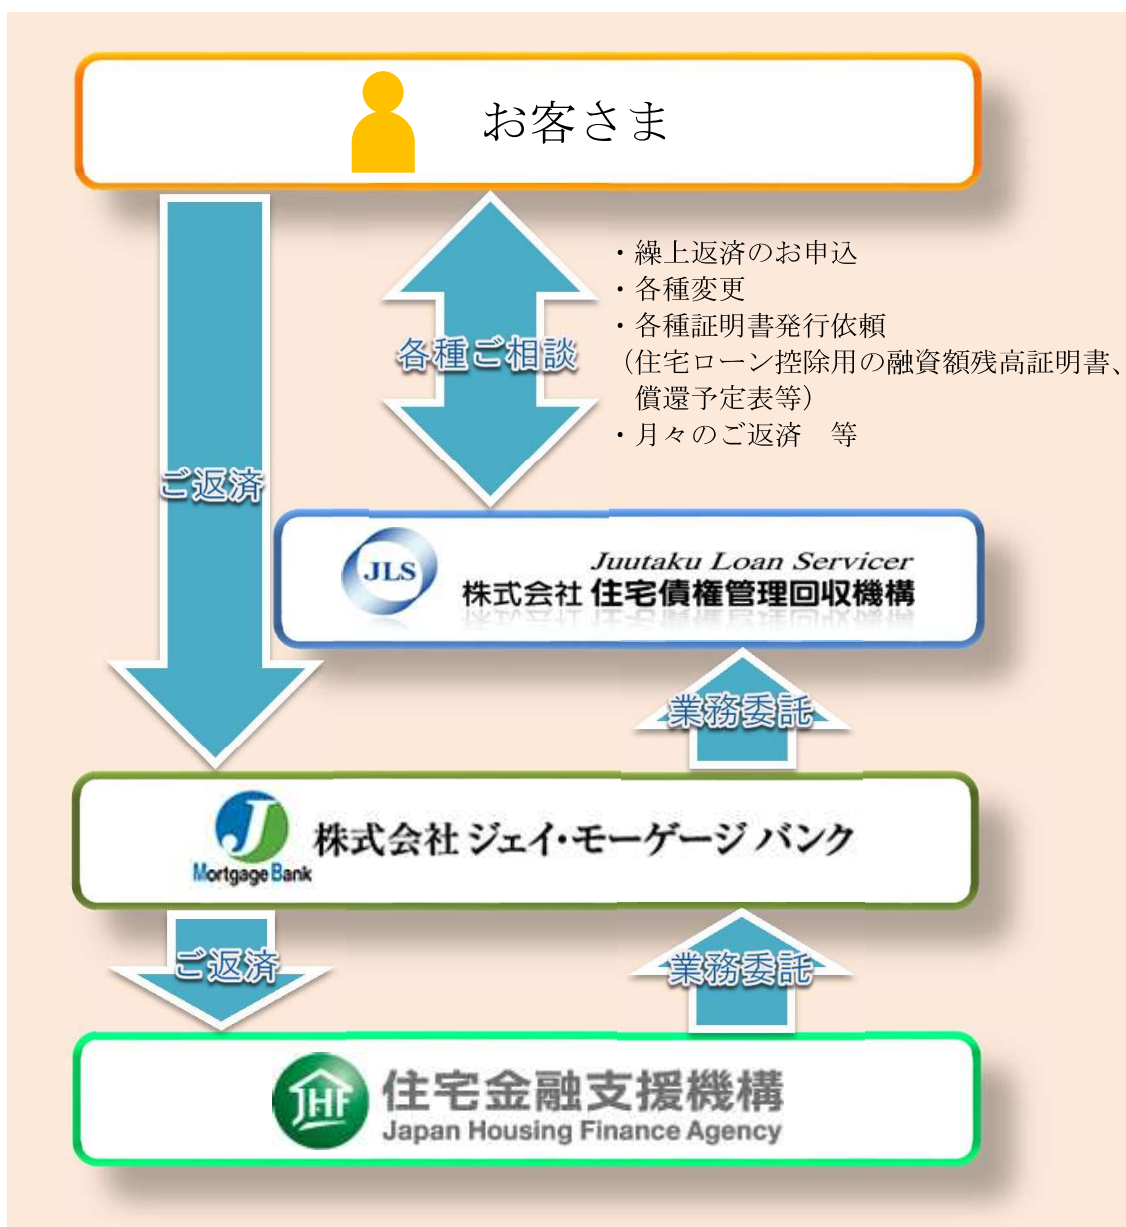 お客さま
・繰上返済のお申込
・各種変更
・各種証明書発行依頼
（住宅ローン控除用の融資額残高証明書、
償還予定表等）
・月々のご返済　等
各種ご相談
ご返済
JLS
Juutaku Loan Servicer
株式会社 住宅債権管理回収機構
業務委託
J
Mortgage Bank
株式会社 ジェイ・モーゲージ バンク
ご返済
業務委託
JHF
住宅金融支援機構
Japan Housing Finance Agency